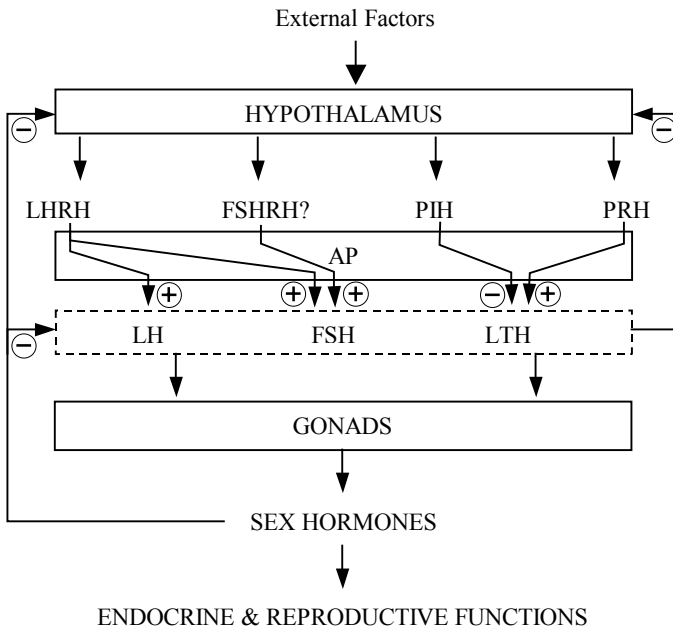 External Factors
HYPOTHALAMUS
− −
LHRH FSHRH? PIH PRH
AP
+ + + − +
− LH FSH LTH
GONADS
SEX HORMONES
ENDOCRINE & REPRODUCTIVE FUNCTIONS